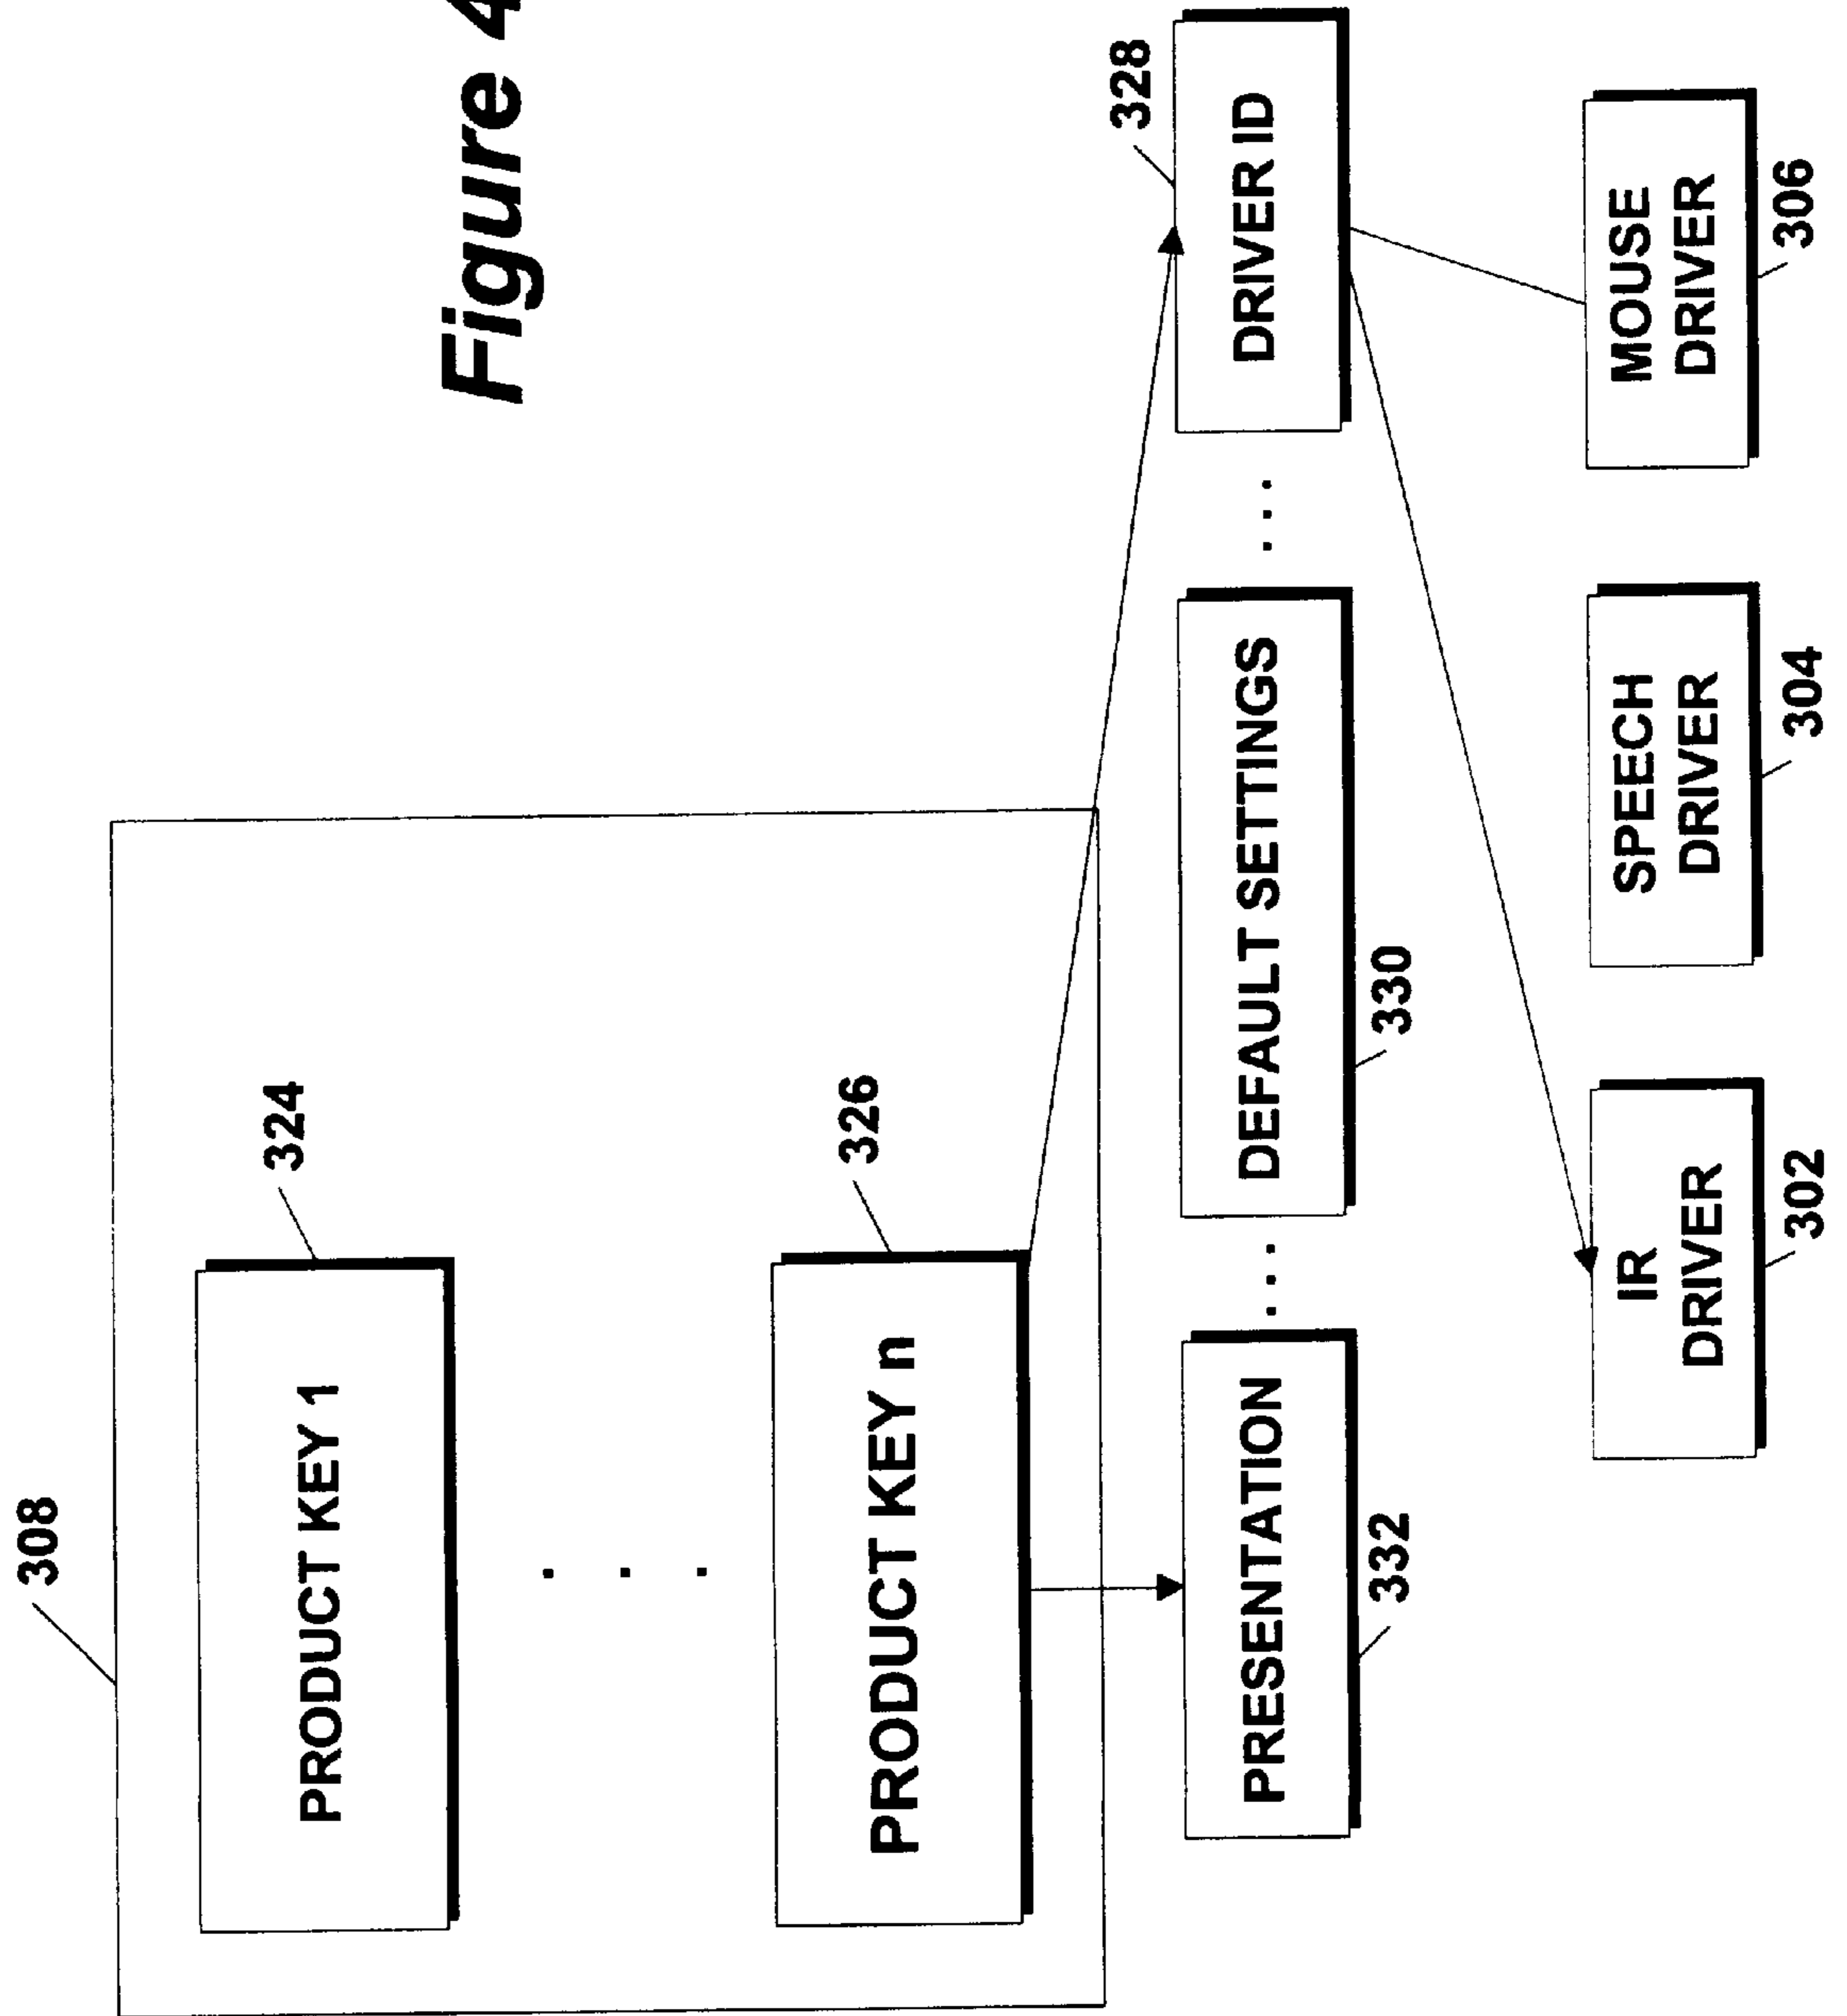 308
PRODUCT KEY 1
324
.
.
.
PRODUCT KEY n
326
Figure 4
PRESENTATION
332
...
DEFAULT SETTINGS
330
...
DRIVER ID
328
IR
DRIVER
302
SPEECH
DRIVER
304
MOUSE
DRIVER
306